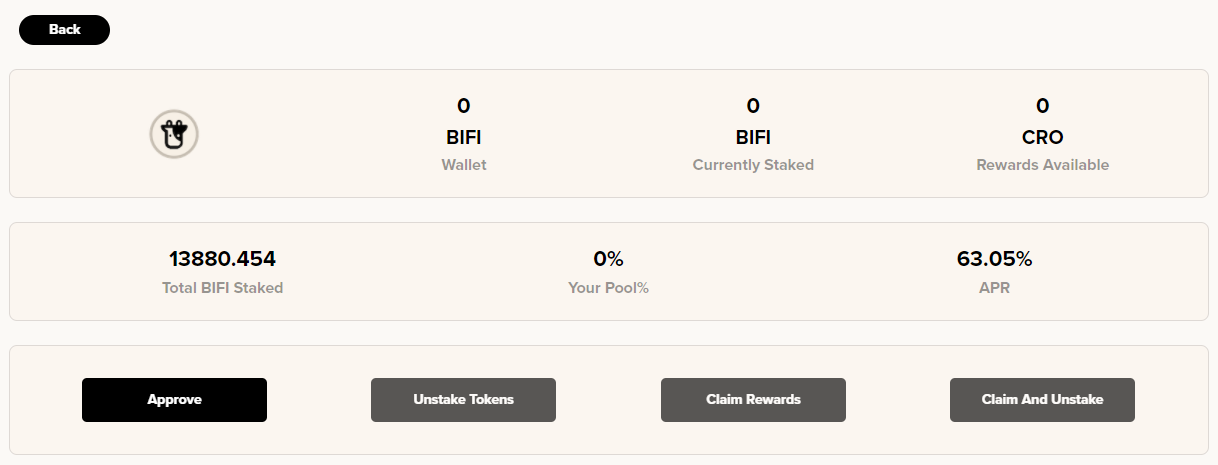 Back
0
BIFI
Wallet
0
BIFI
Currently Staked
0
CRO
Rewards Available
13880.454
Total BIFI Staked
0%
Your Pool%
63.05%
APR
Approve
Unstake Tokens
Claim Rewards
Claim And Unstake